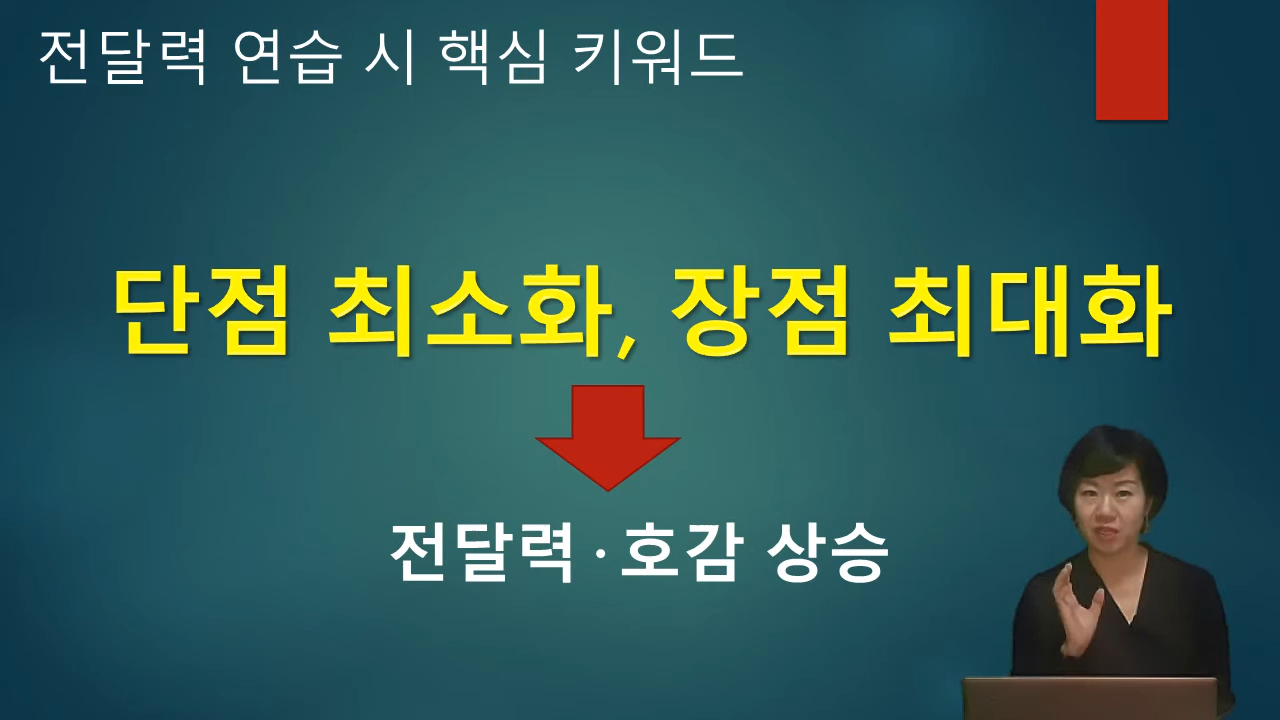 전달력 연습 시 핵심 키워드
단점 최소화, 장점 최대화
전달력·호감 상승